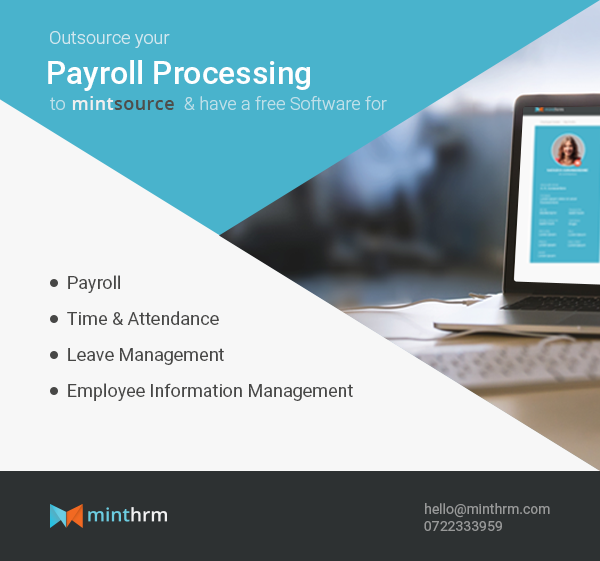 Outsource your
Payroll Processing
to mintsource & have a free Software for
minthrm
Payroll
Time & Attendance
Leave Management
Employee Information Management
minthrm
hello@minthrm.com
0722333959